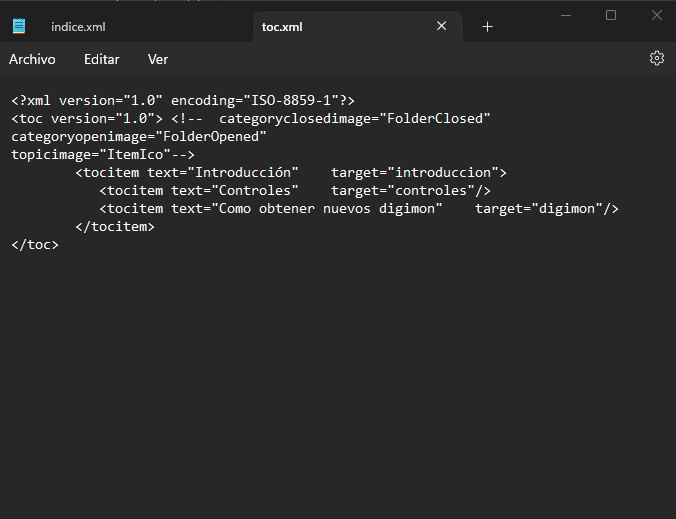 indice.xml
toc.xml
Archivo Editar Ver
<?xml version="1.0" encoding="ISO-8859-1"?>
<toc version="1.0"> <!--  categoryclosedimage="FolderClosed"
categoryopenimage="FolderOpened"
topicimage="ItemIco"-->
        <tocitem text="Introducción"    target="introduccion">
           <tocitem text="Controles"    target="controles"/>
           <tocitem text="Como obtener nuevos digimon"    target="digimon"/>
        </tocitem>
</toc>